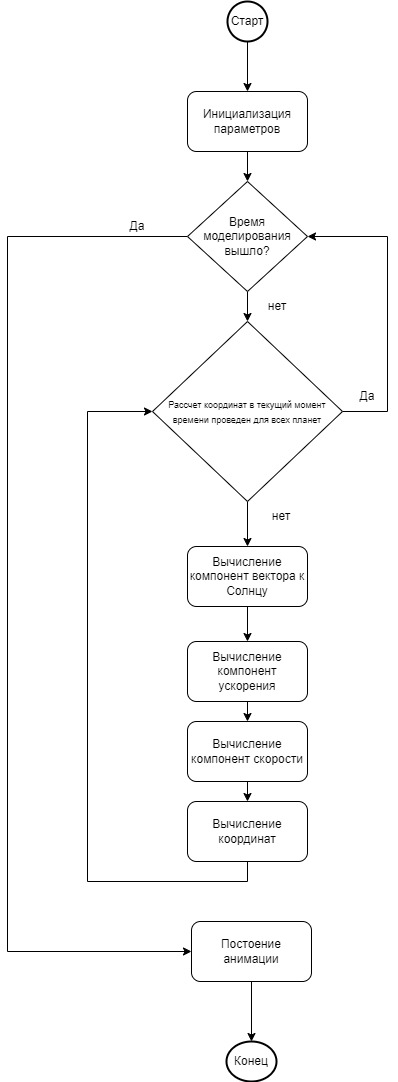 Старт
Инициализация
параметров
Время
моделирования
вышло?
Да
нет
Рассчет координат в текущий момент
времени проведен для всех планет
Да
нет
Вычисление
компонент вектора к
Солнцу
Вычисление
компонент
ускорения
Вычисление
компонент скорости
Вычисление
координат
Постоение
анимации
Конец